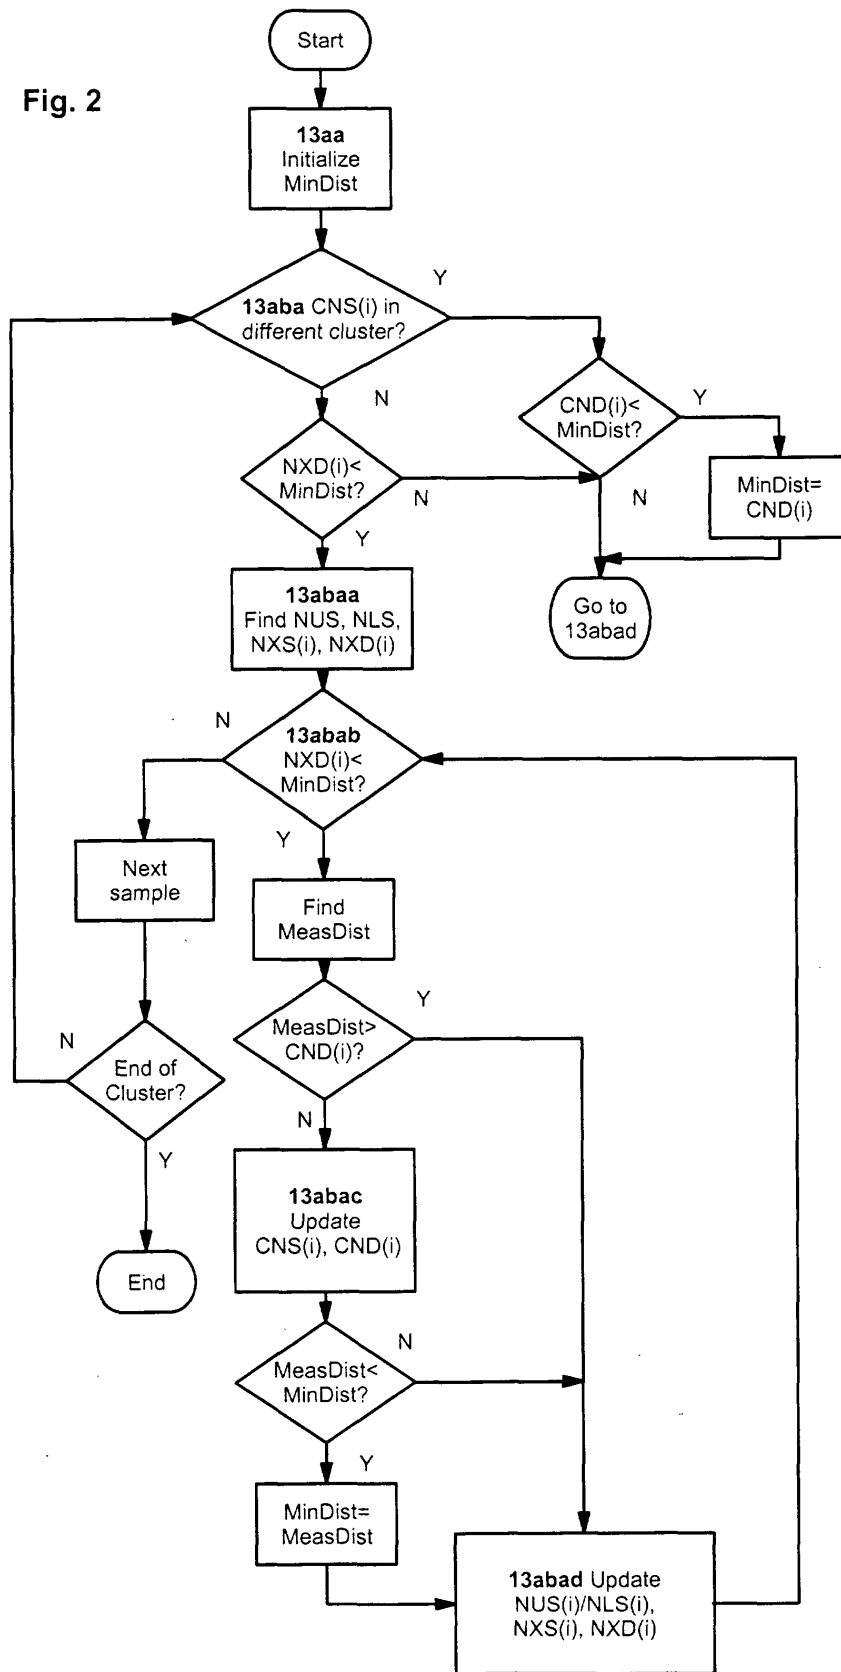 Start
Fig. 2
13aa
Initialize
MinDist
Y
13aba CNS(i) in
different cluster?
N
CND(i)<
MinDist?
Y
NXD(i)<
MinDist?
N
N
MinDist=
CND(i)
Y
13abaa
Find NUS, NLS,
NXS(i), NXD(i)
Go to
13abad
N
13abab
NXD(i)<
MinDist?
Y
Next
sample
Find
MeasDist
Y
MeasDist>
CND(i)?
N
End of
Cluster?
N
Y
13abac
Update
CNS(i), CND(i)
End
N
MeasDist<
MinDist?
Y
MinDist=
MeasDist
13abad Update
NUS(i)/NLS(i),
NXS(i), NXD(i)